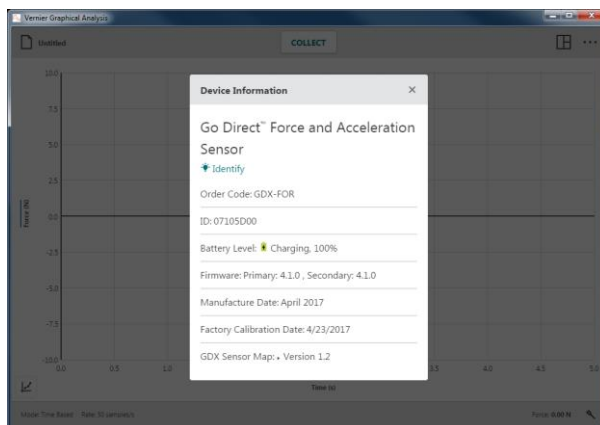 Vernier Graphical Analysis
Untitled
COLLECT
Device Information
Go Direct™ Force and Acceleration
Sensor
Identify
Order Code: GDX-FOR
ID: 07105D00
Battery Level: Charging, 100%
Firmware: Primary: 4.1.0 , Secondary: 4.1.0
Manufacture Date: April 2017
Factory Calibration Date: 4/23/2017
GDX Sensor Map: , Version 1.2
10.0
7.5
5.0
2.5
0.0
-2.5
-5.0
-7.5
-10.0
Force (N)
0.0 0.5 1.0 3.5 4.0 4.5 5.0
Time (s)
Mode: Time Based Rate: 50 samples/s Force: 0.00 N